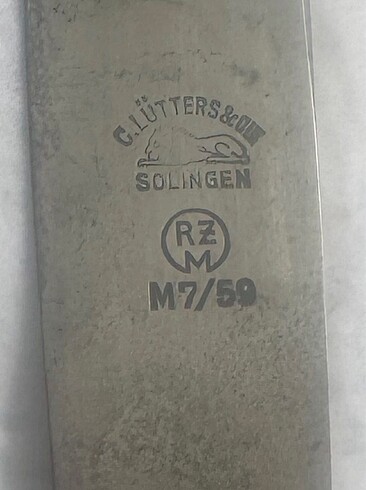 C. LÜTTERS & CIE
SOLINGEN
RZM
M7/59